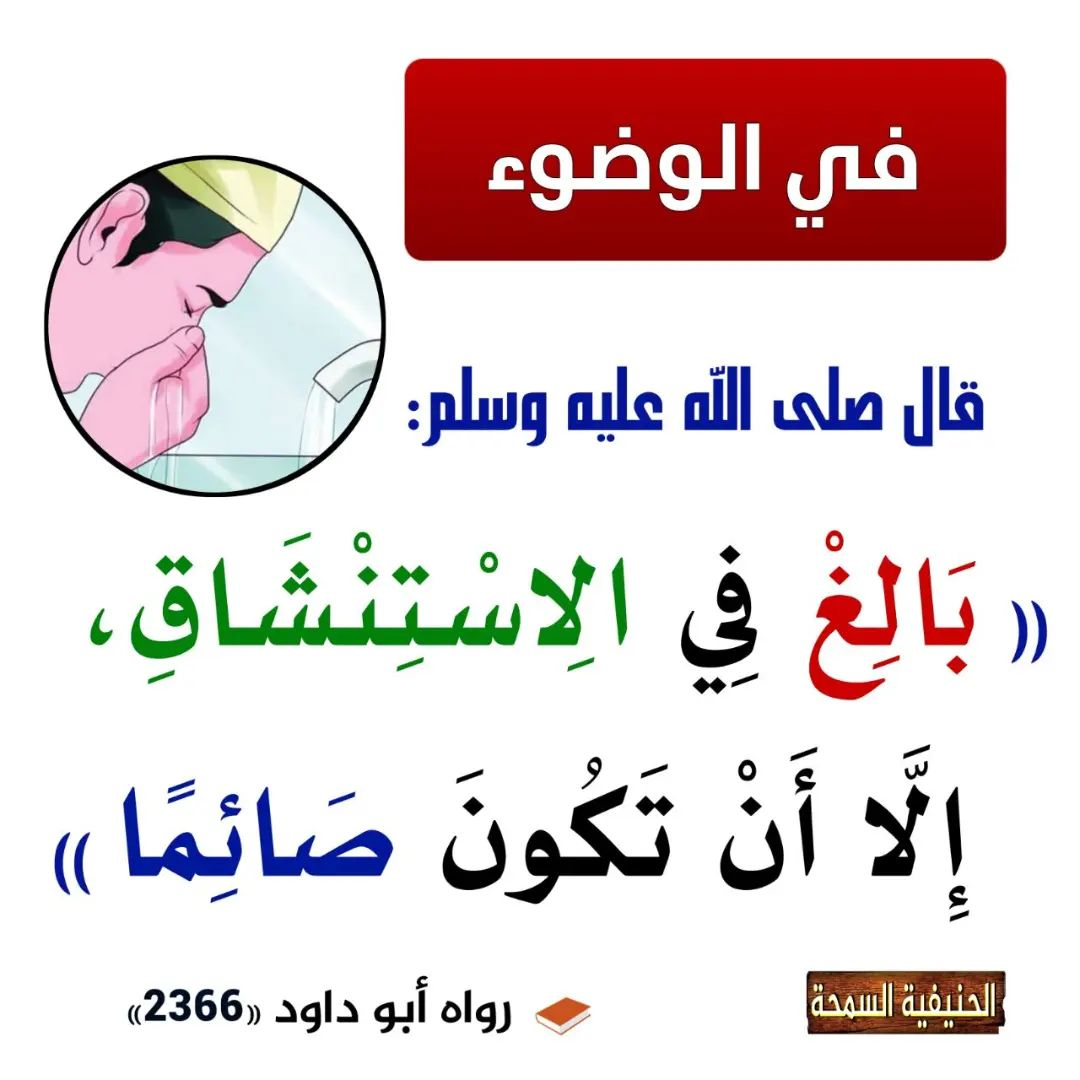 في الوضوء
قال صلى الله عليه وسلم:
(( بَالِغْ فِي الِاسْتِنْشَاقِ،
إِلَّا أَنْ تَكُونَ صَائِمًا ))
رواه أبو داود «2366»
الحنيفية السمحة